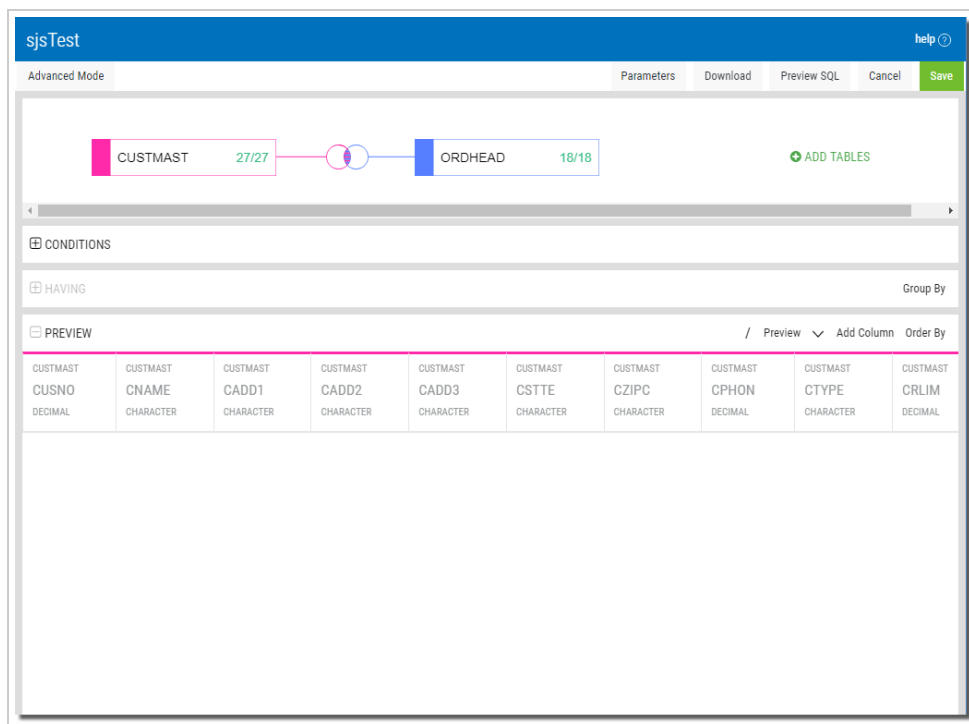 sjsTest help ?
Advanced Mode Parameters Download Preview SQL Cancel Save
CUSTMAST 27/27 ORDHEAD 18/18 ADD TABLES
CONDITIONS
HAVING Group By
PREVIEW / Preview Add Column Order By
CUSTMAST CUSTMAST CUSTMAST CUSTMAST CUSTMAST CUSTMAST CUSTMAST CUSTMAST CUSTMAST CUSTMAST
CUSNO CNAME CADD1 CADD2 CADD3 CSTTE CZIPC CPHON CTYPE CRLIM
DECIMAL CHARACTER CHARACTER CHARACTER CHARACTER CHARACTER CHARACTER DECIMAL CHARACTER DECIMAL